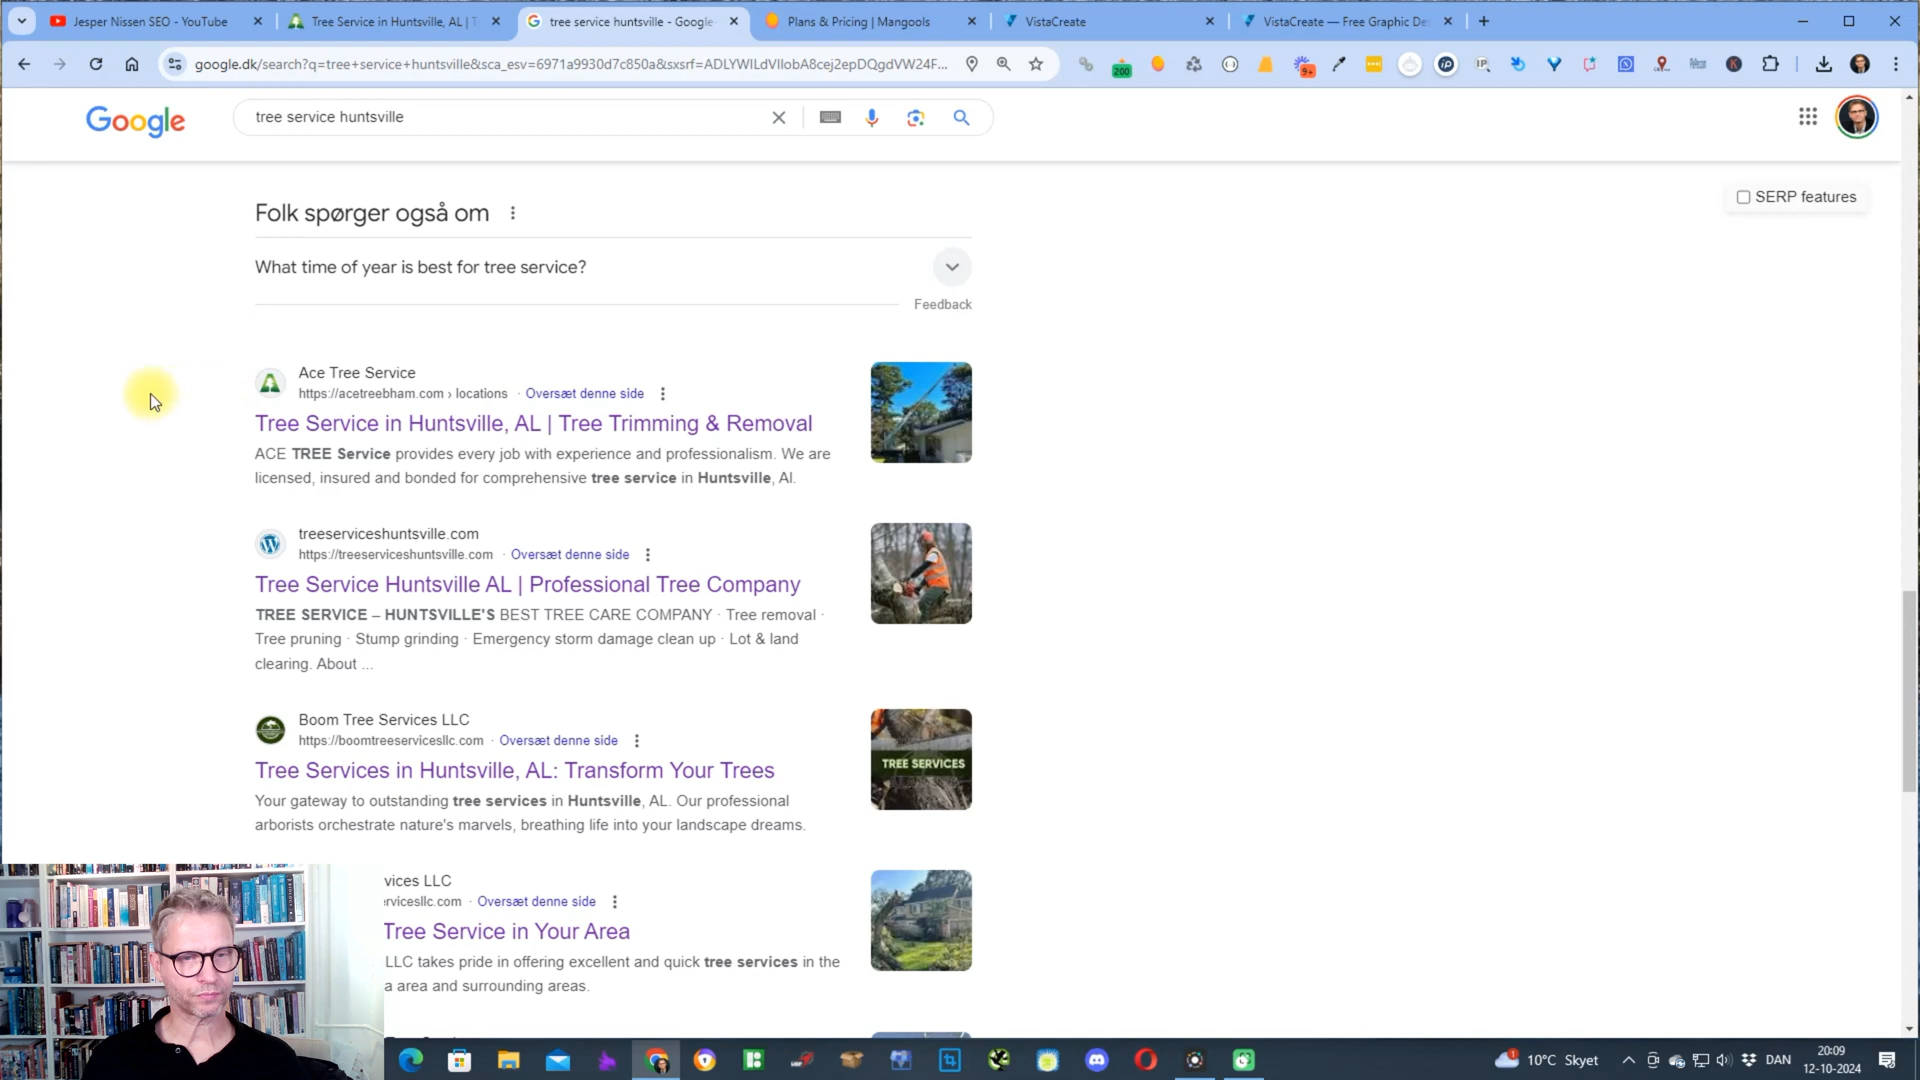 Jesper Nissen SEO - YouTube
Tree Service in Huntsville, AL | T
tree service huntsville - Google
Plans & Pricing | Mangools
VistaCreate
VistaCreate — Free Graphic De
google.dk/search?q=tree+service+huntsville&sca_esv=6971a9930d7c850a&sxsrf=ADLYWILdVIlobA8cej2epDQgdVW24F...
200
9+
IP
Google
tree service huntsville
SERP features
Folk spørger også om
What time of year is best for tree service?
Feedback
Ace Tree Service
https://acetreebham.com › locations · Oversæt denne side
Tree Service in Huntsville, AL | Tree Trimming & Removal
ACE TREE Service provides every job with experience and professionalism. We are
licensed, insured and bonded for comprehensive tree service in Huntsville, Al.
treeserviceshuntsville.com
https://treeserviceshuntsville.com · Oversæt denne side
Tree Service Huntsville AL | Professional Tree Company
TREE SERVICE – HUNTSVILLE'S BEST TREE CARE COMPANY · Tree removal ·
Tree pruning · Stump grinding · Emergency storm damage clean up · Lot & land
clearing. About ...
Boom Tree Services LLC
https://boomtreeservicesllc.com · Oversæt denne side
Tree Services in Huntsville, AL: Transform Your Trees
TREE SERVICES
Your gateway to outstanding tree services in Huntsville, AL. Our professional
arborists orchestrate nature's marvels, breathing life into your landscape dreams.
vices LLC
rvicesllc.com · Oversæt denne side
Tree Service in Your Area
LLC takes pride in offering excellent and quick tree services in the
a area and surrounding areas.
10°C Skyet
DAN
20:09
12-10-2024